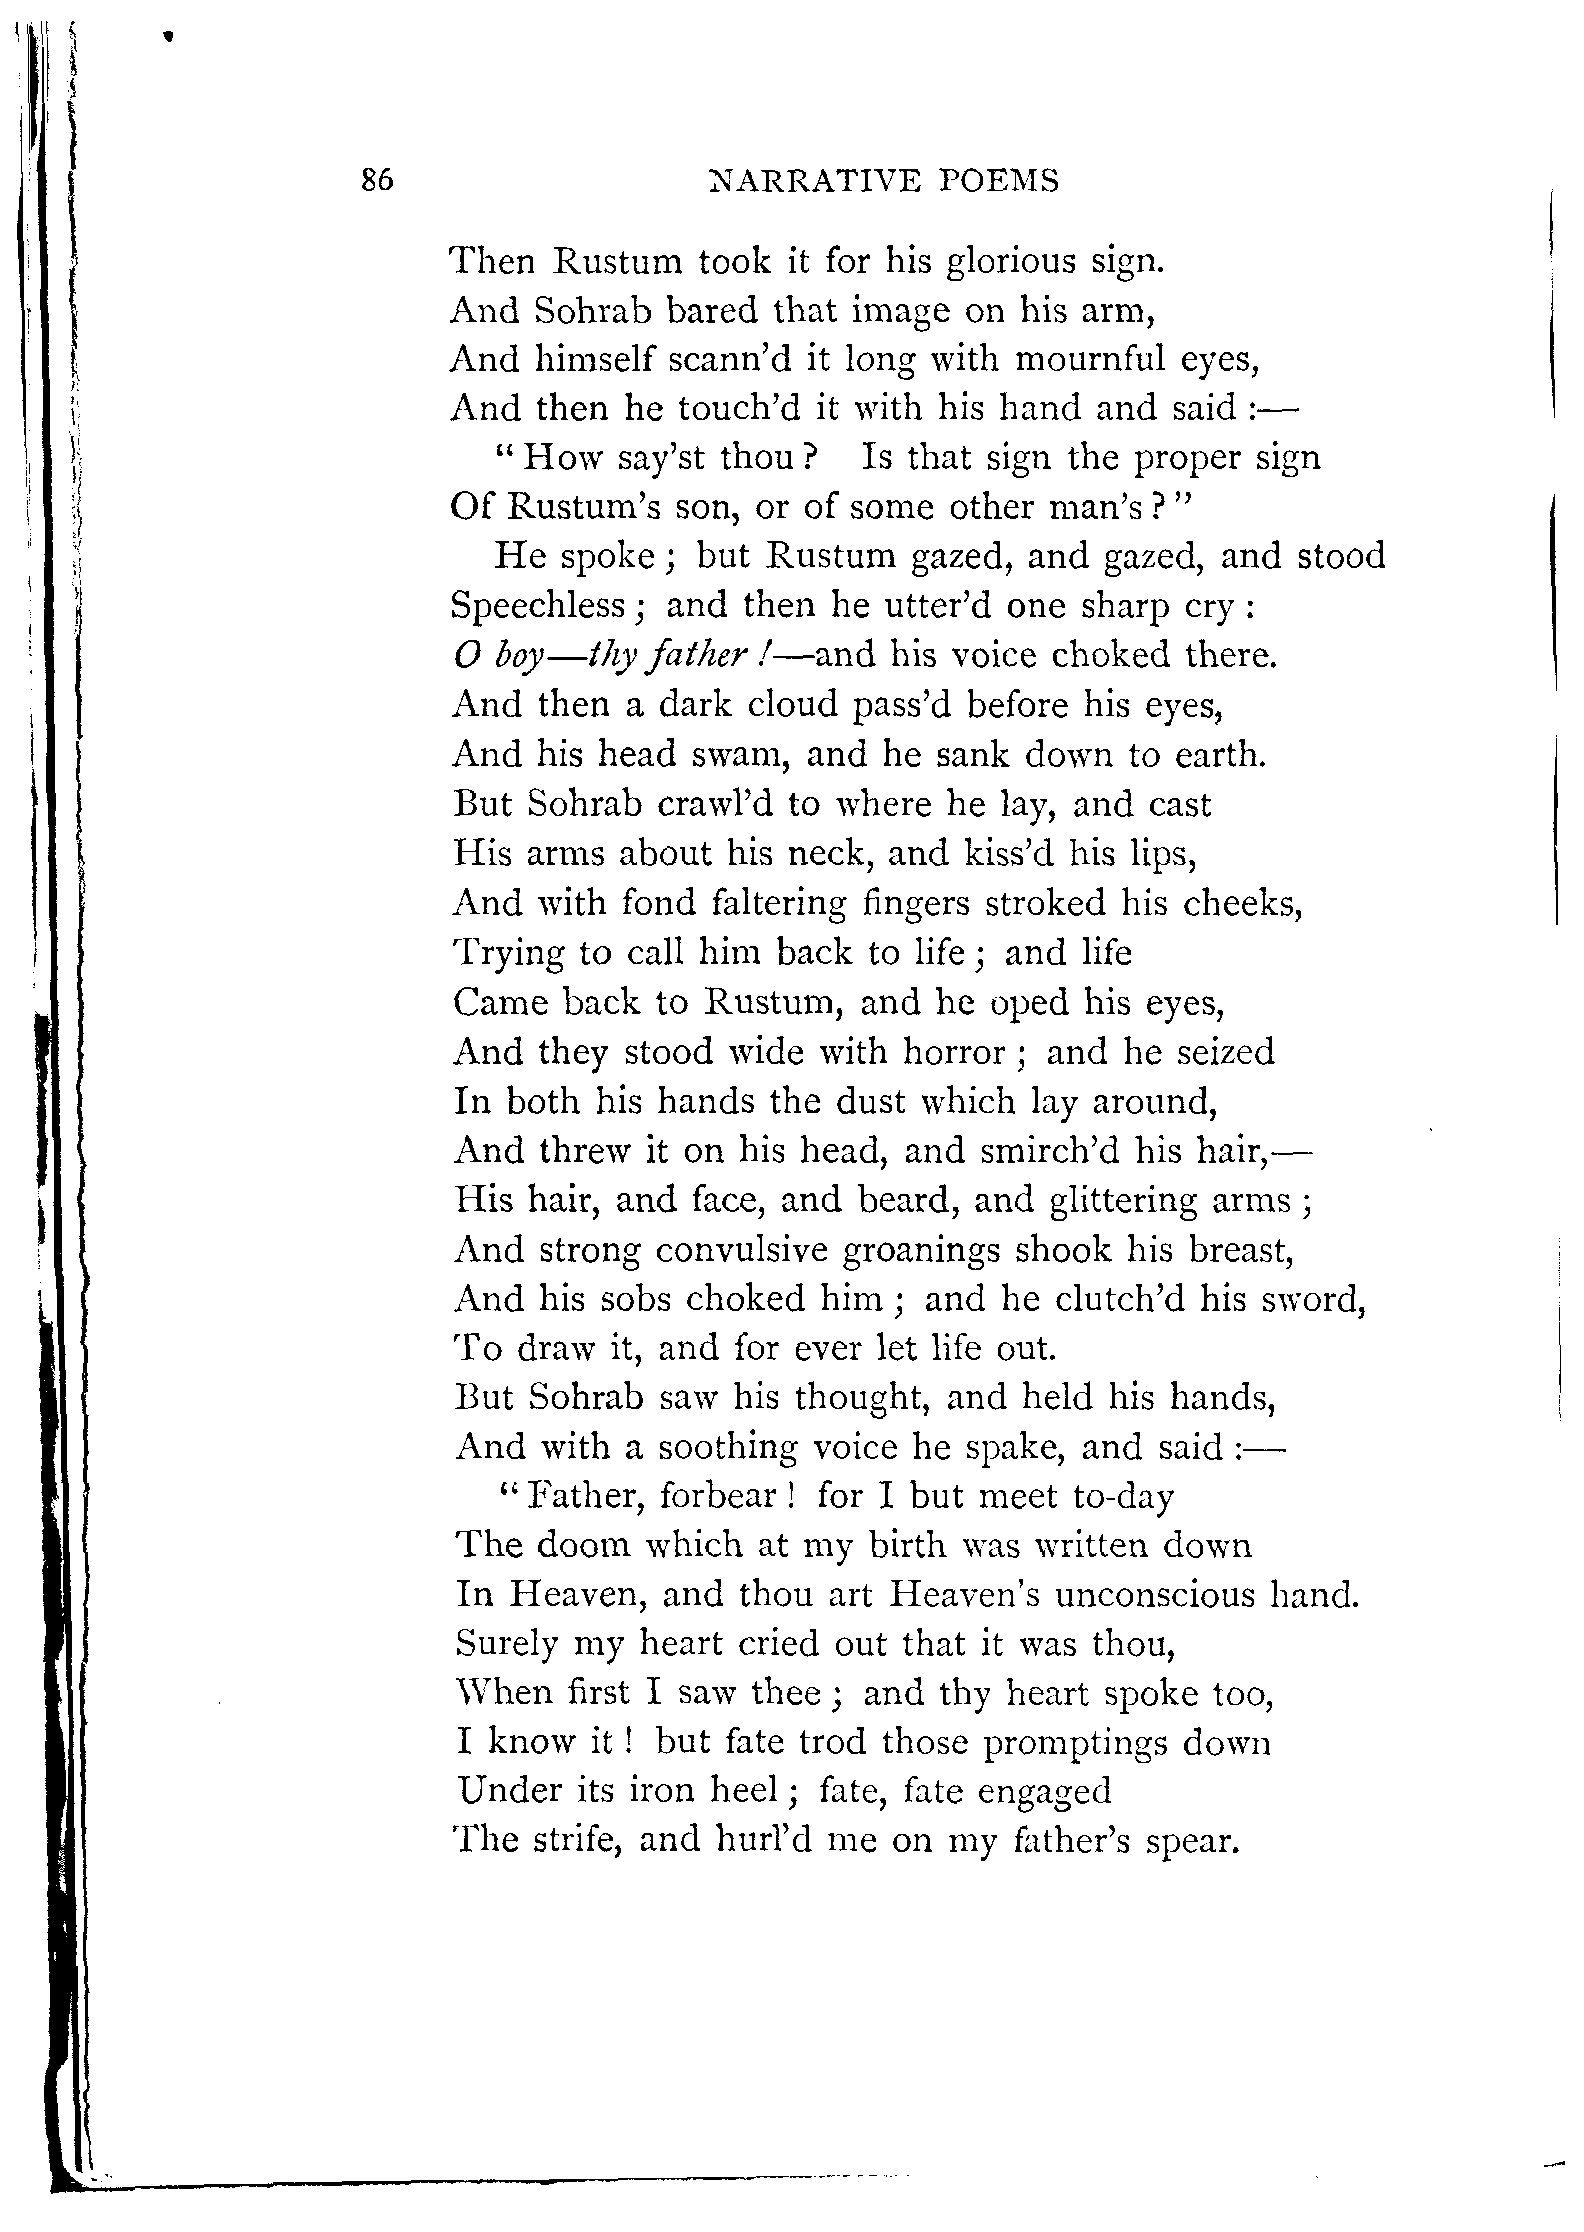 86 NARRATIVE POEMS
Then Rustum took it for his glorious sign.
And Sohrab bared that image on his arm,
And himself scann'd it long with mournful eyes,
And then he touch'd it with his hand and said :—
“ How say'st thou ? Is that sign the proper sign
Of Rustum's son, or of some other man's ? ”
He spoke ; but Rustum gazed, and gazed, and stood
Speechless ; and then he utter'd one sharp cry :
O boy—thy father !—and his voice choked there.
And then a dark cloud pass'd before his eyes,
And his head swam, and he sank down to earth.
But Sohrab crawl'd to where he lay, and cast
His arms about his neck, and kiss'd his lips,
And with fond faltering fingers stroked his cheeks,
Trying to call him back to life ; and life
Came back to Rustum, and he oped his eyes,
And they stood wide with horror ; and he seized
In both his hands the dust which lay around,
And threw it on his head, and smirch'd his hair,—
His hair, and face, and beard, and glittering arms ;
And strong convulsive groanings shook his breast,
And his sobs choked him ; and he clutch'd his sword,
To draw it, and for ever let life out.
But Sohrab saw his thought, and held his hands,
And with a soothing voice he spake, and said :—
“ Father, forbear ! for I but meet to-day
The doom which at my birth was written down
In Heaven, and thou art Heaven's unconscious hand.
Surely my heart cried out that it was thou,
When first I saw thee ; and thy heart spoke too,
I know it ! but fate trod those promptings down
Under its iron heel ; fate, fate engaged
The strife, and hurl'd me on my father's spear.